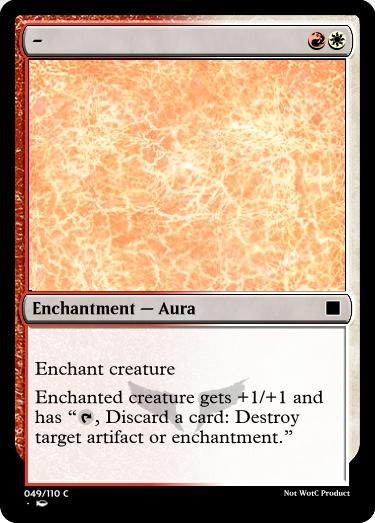 -
Enchantment — Aura
Enchant creature
Enchanted creature gets +1/+1 and
has “, Discard a card: Destroy
target artifact or enchantment.”
049/110 C
Not WotC Product